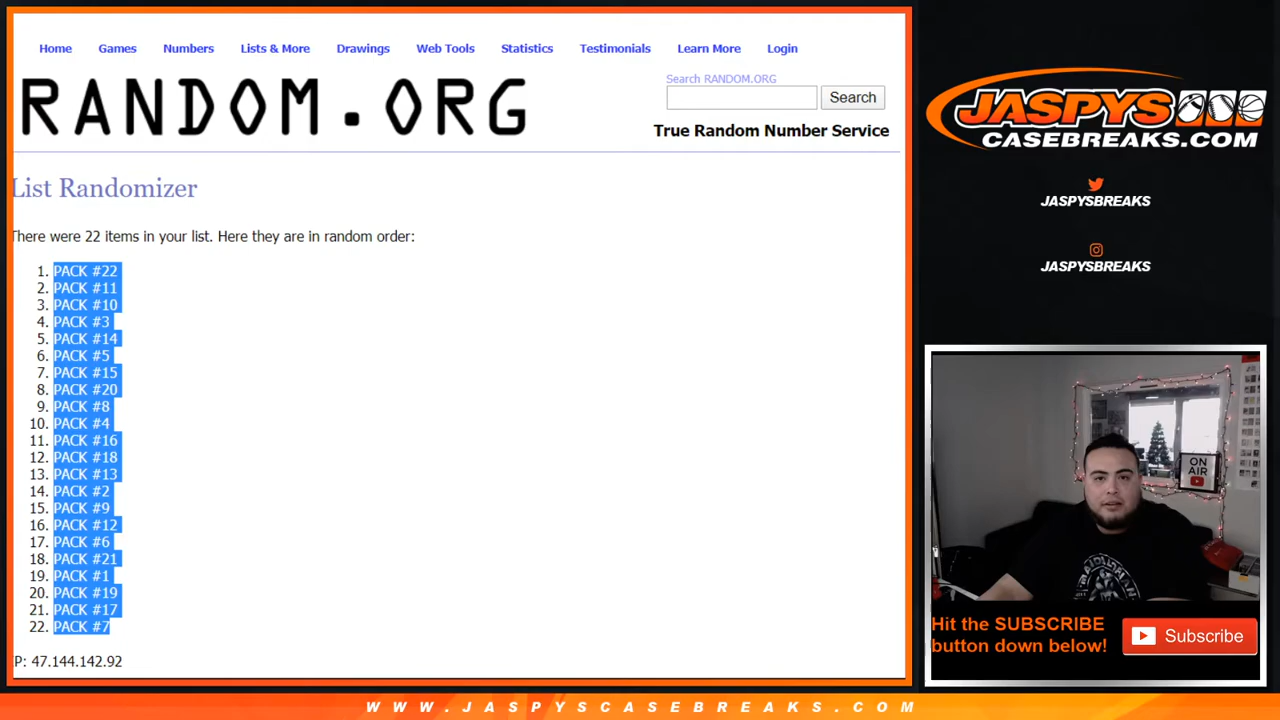 Home Games Numbers Lists & More Drawings Web Tools Statistics Testimonials Learn More Login
RANDOM.ORG
Search RANDOM.ORG
Search
True Random Number Service
List Randomizer
There were 22 items in your list. Here they are in random order:
1. PACK #22
2. PACK #11
3. PACK #10
4. PACK #3
5. PACK #14
6. PACK #5
7. PACK #15
8. PACK #20
9. PACK #8
10. PACK #4
11. PACK #16
12. PACK #18
13. PACK #13
14. PACK #2
15. PACK #9
16. PACK #12
17. PACK #6
18. PACK #21
19. PACK #1
20. PACK #19
21. PACK #17
22. PACK #7
P: 47.144.142.92
JASPYS
CASEBREAKS.COM
JASPYSBREAKS
JASPYSBREAKS
ON
AIR
Hit the SUBSCRIBE
button down below!
Subscribe
WWW.JASPYSCASEBREAKS.COM